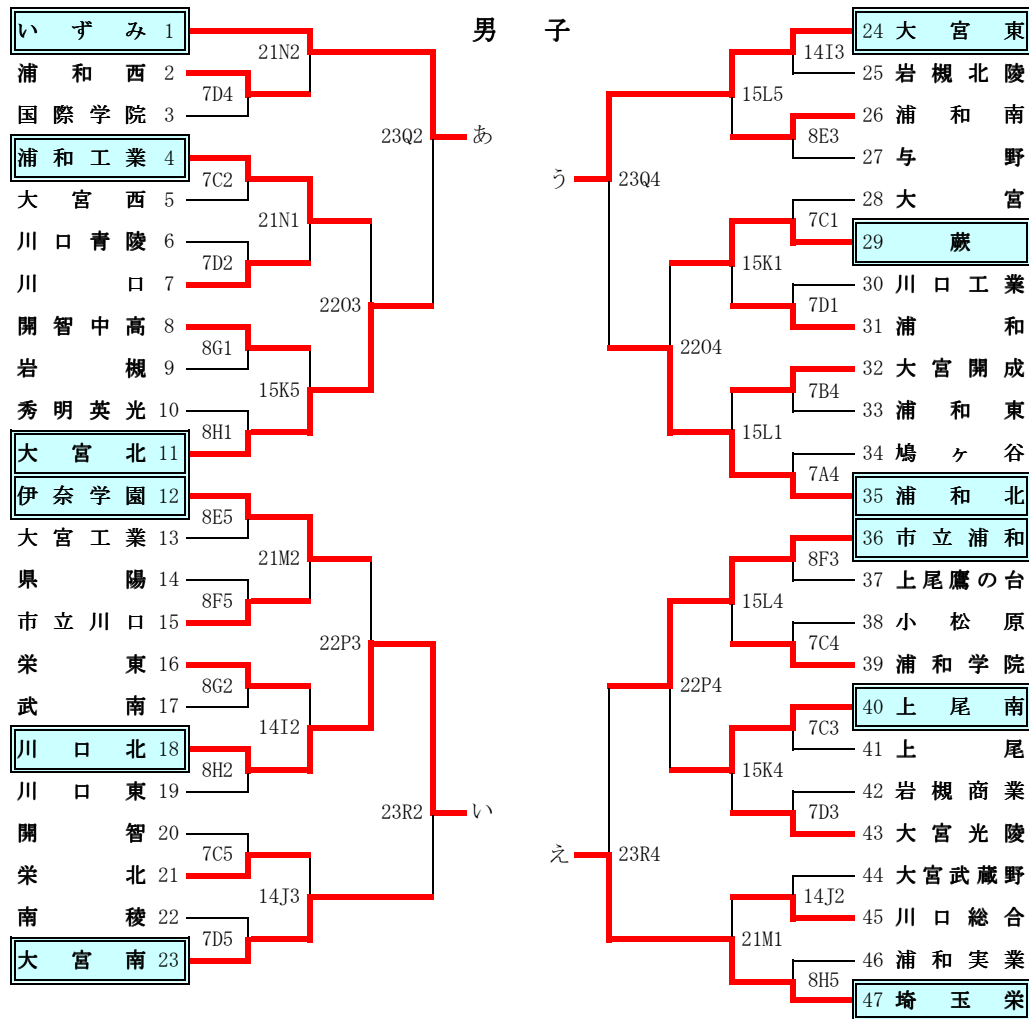 男 子
いずみ 1
浦和西 2
国際学院 3
浦和工業 4
大宮西 5
川口青陵 6
川口 7
開智中高 8
岩槻 9
秀明英光 10
大宮北 11
伊奈学園 12
大宮工業 13
県陽 14
市立川口 15
栄東 16
武南 17
川口北 18
川口東 19
開智 20
栄北 21
南稜 22
大宮南 23
7D4
7C2
7D2
8G1
8H1
8E5
8F5
8G2
8H2
7C5
7D5
21N2
21N1
15K5
21M2
14I2
14J3
22O3
22P3
23Q2
23R2
あ
い
う
え
23Q4
23R4
22O4
22P4
15L5
15K1
15L1
15L4
15K4
21M1
14I3
8E3
7C1
7D1
7B4
7A4
8F3
7C4
7C3
7D3
14J2
8H5
24 大宮東
25 岩槻北陵
26 浦和南
27 与野
28 大宮
29 蕨
30 川口工業
31 浦和
32 大宮開成
33 浦和東
34 鳩ヶ谷
35 浦和北
36 市立浦和
37 上尾鷹の台
38 小松原
39 浦和学院
40 上尾南
41 上尾
42 岩槻商業
43 大宮光陵
44 大宮武蔵野
45 川口総合
46 浦和実業
47 埼玉栄